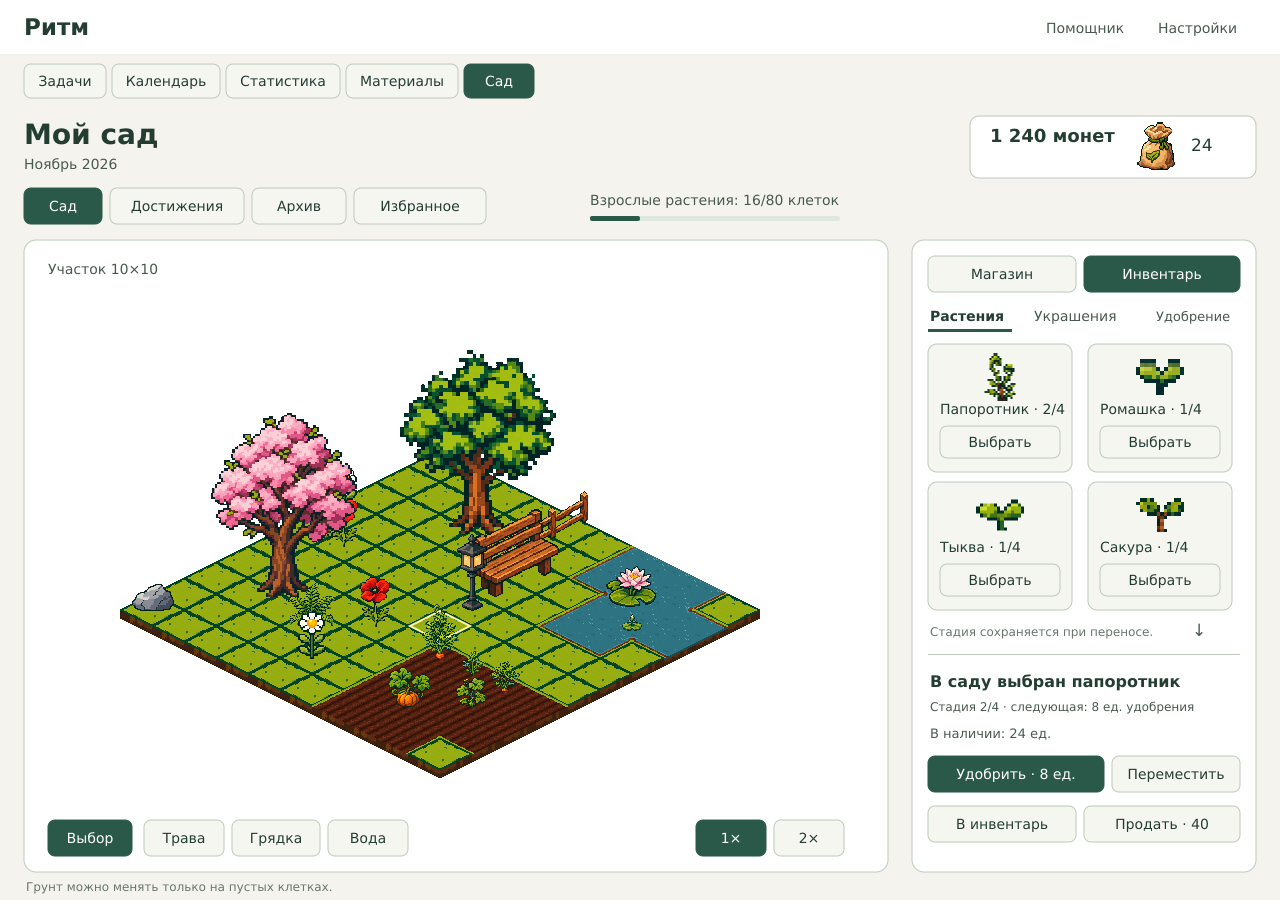 Ритм
Помощник
Настройки
Задачи
Календарь
Статистика
Материалы
Сад
Мой сад
Ноябрь 2026
1 240 монет
24
Сад
Достижения
Архив
Избранное
Взрослые растения: 16/80 клеток
Участок 10×10
Магазин
Инвентарь
Растения
Украшения
Удобрение
Папоротник · 2/4
Выбрать
Ромашка · 1/4
Выбрать
Тыква · 1/4
Выбрать
Сакура · 1/4
Выбрать
Стадия сохраняется при переносе. ↓
В саду выбран папоротник
Стадия 2/4 · следующая: 8 ед. удобрения
В наличии: 24 ед.
Удобрить · 8 ед.
Переместить
В инвентарь
Продать · 40
Выбор
Трава
Грядка
Вода
1×
2×
Грунт можно менять только на пустых клетках.